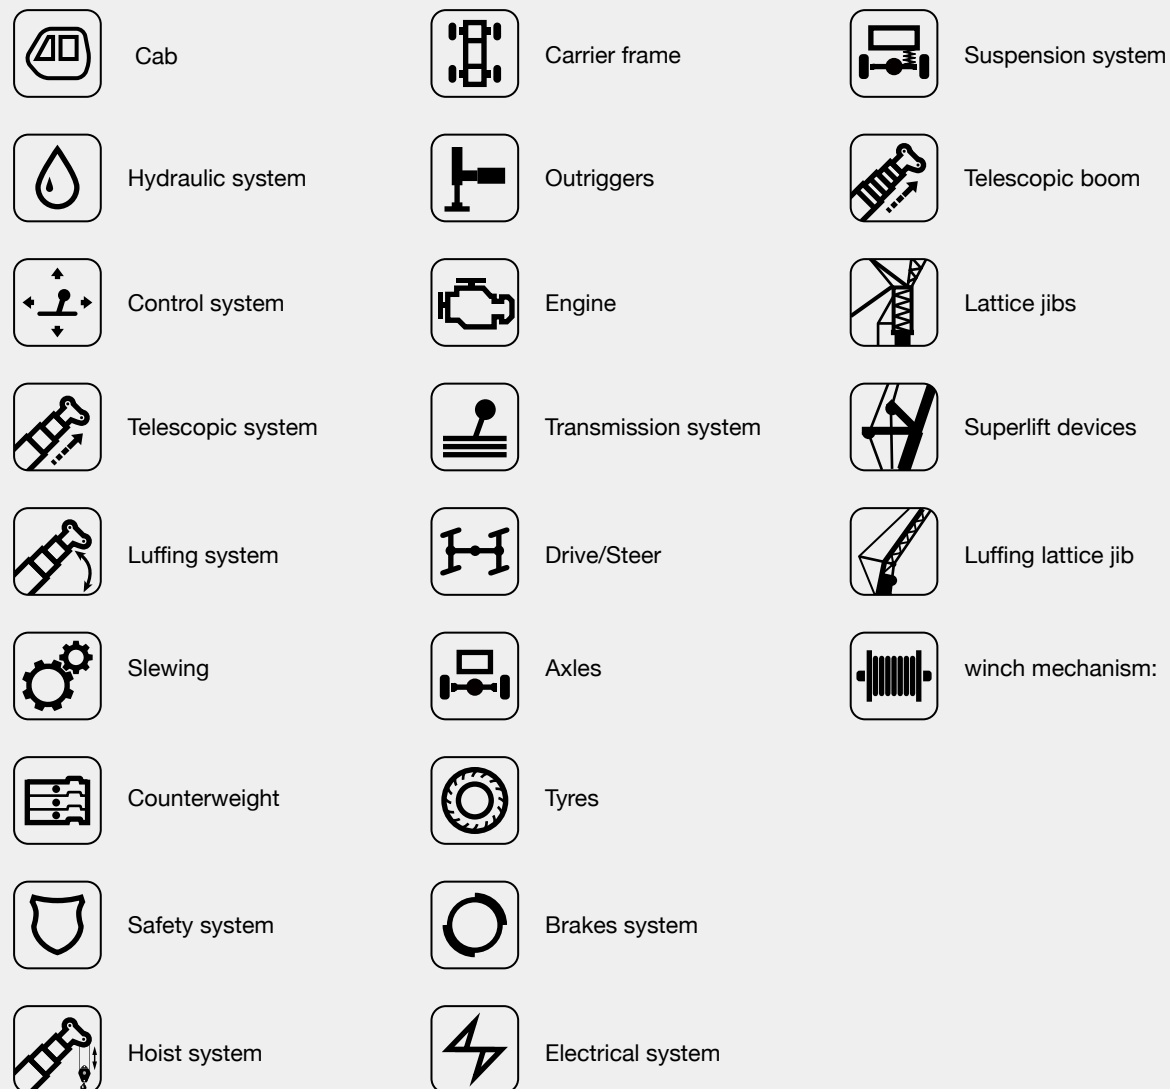 Cab
Hydraulic system
Control system
Telescopic system
Luffing system
Slewing
Counterweight
Safety system
Hoist system
Carrier frame
Outriggers
Engine
Transmission system
Drive/Steer
Axles
Tyres
Brakes system
Electrical system
Suspension system
Telescopic boom
Lattice jibs
Superlift devices
Luffing lattice jib
winch mechanism: